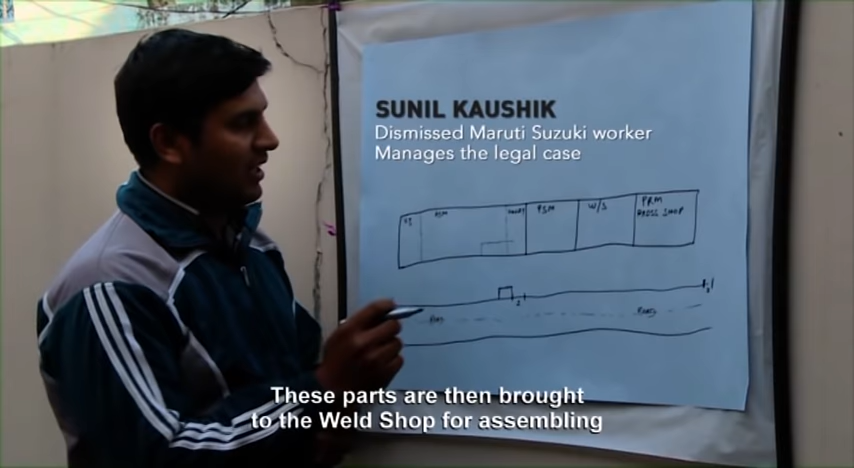 SUNIL KAUSHIK
Dismissed Maruti Suzuki worker
Manages the legal case
W/S
PRM
PRESS SHOP
These parts are then brought
to the Weld Shop for assembling